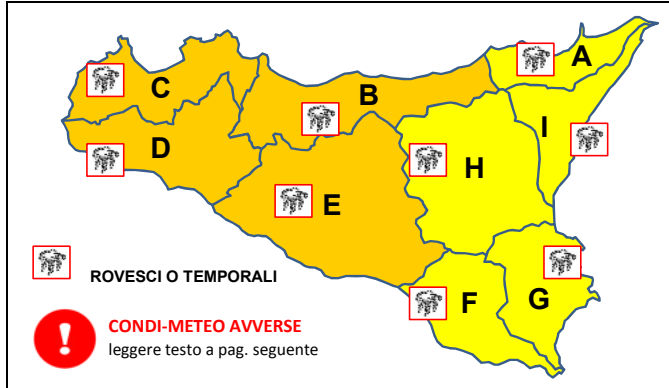 A
C
B
I
D
H
E
ROVESCI O TEMPORALI
F
G
CONDI-METEO AVVERSE
leggere testo a pag. seguente